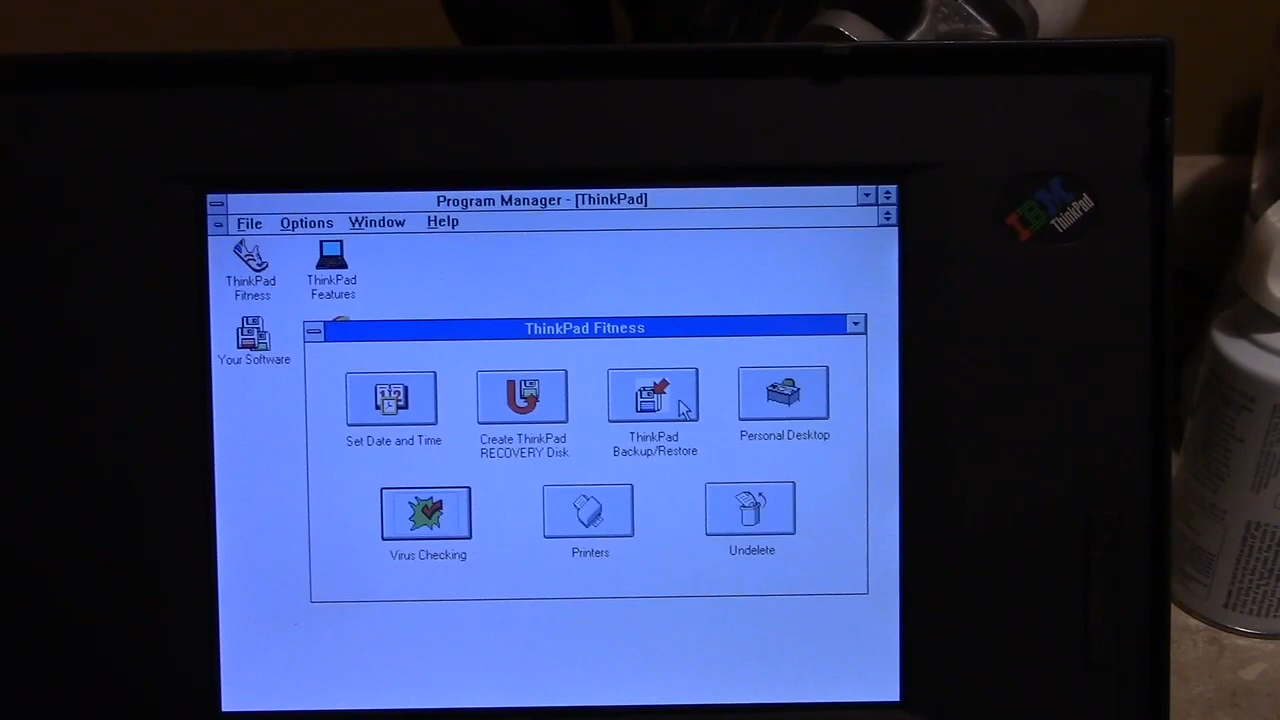 Program Manager - [ThinkPad]
File Options Window Help
IBM
ThinkPad
ThinkPad
Fitness
ThinkPad
Features
Your Software
ThinkPad Fitness
Set Date and Time
Create ThinkPad
RECOVERY Disk
ThinkPad
Backup/Restore
Personal Desktop
Virus Checking
Printers
Undelete